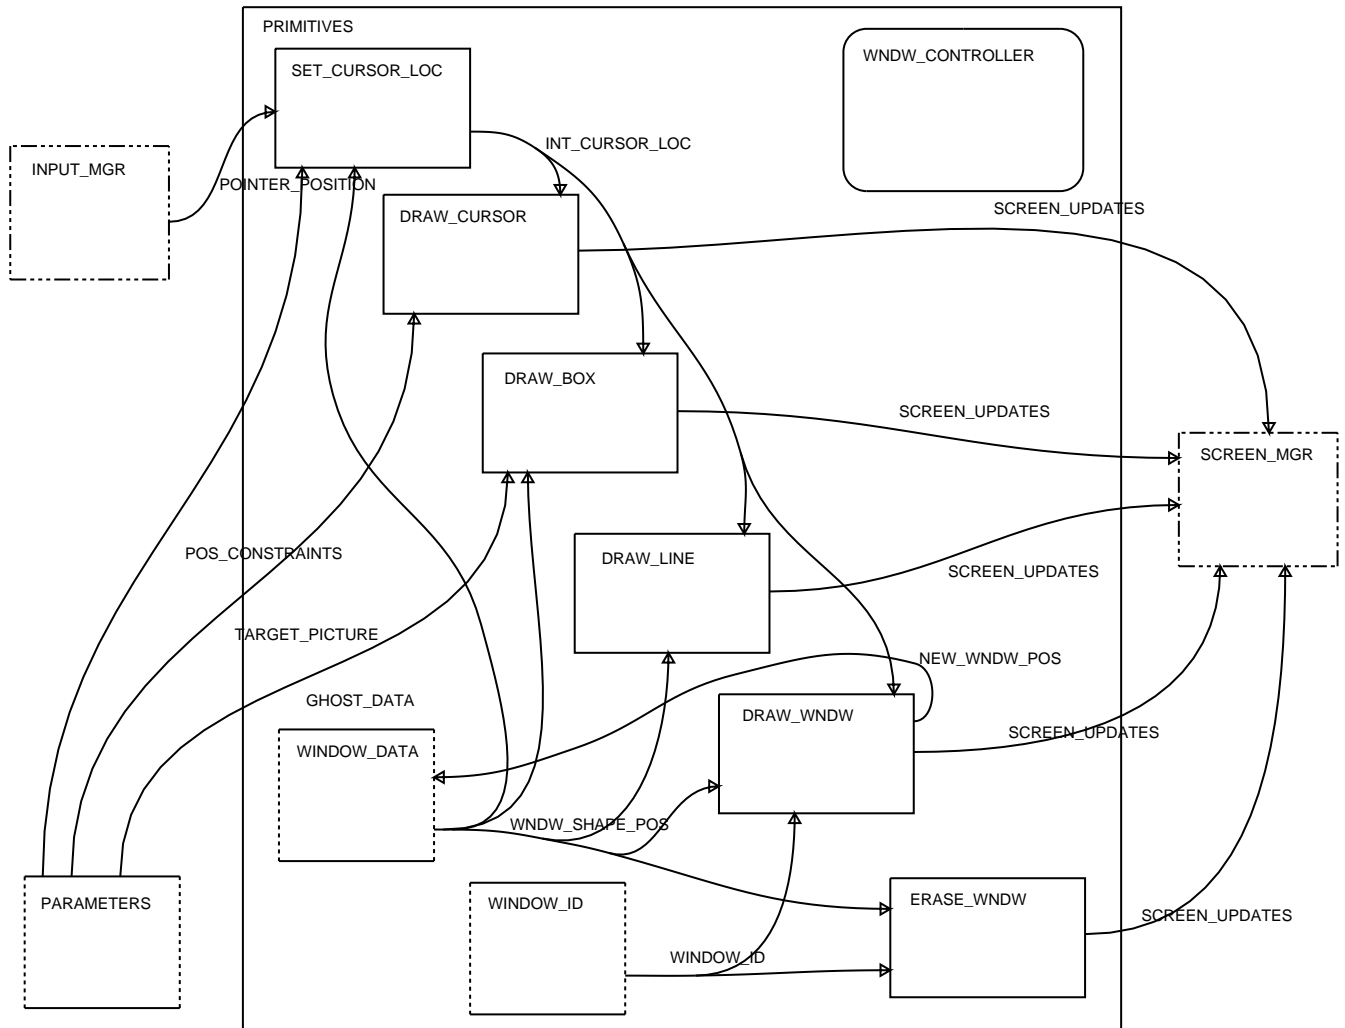 PRIMITIVES
WNDW_CONTROLLER
SET_CURSOR_LOC
INT_CURSOR_LOC
INPUT_MGR
POINTER_POSITION
SCREEN_UPDATES
DRAW_CURSOR
DRAW_BOX
SCREEN_UPDATES
SCREEN_MGR
POS_CONSTRAINTS
DRAW_LINE
SCREEN_UPDATES
TARGET_PICTURE
NEW_WNDW_POS
GHOST_DATA
DRAW_WNDW
SCREEN_UPDATES
WINDOW_DATA
WNDW_SHAPE_POS
PARAMETERS
WINDOW_ID
ERASE_WNDW
SCREEN_UPDATES
WINDOW_ID